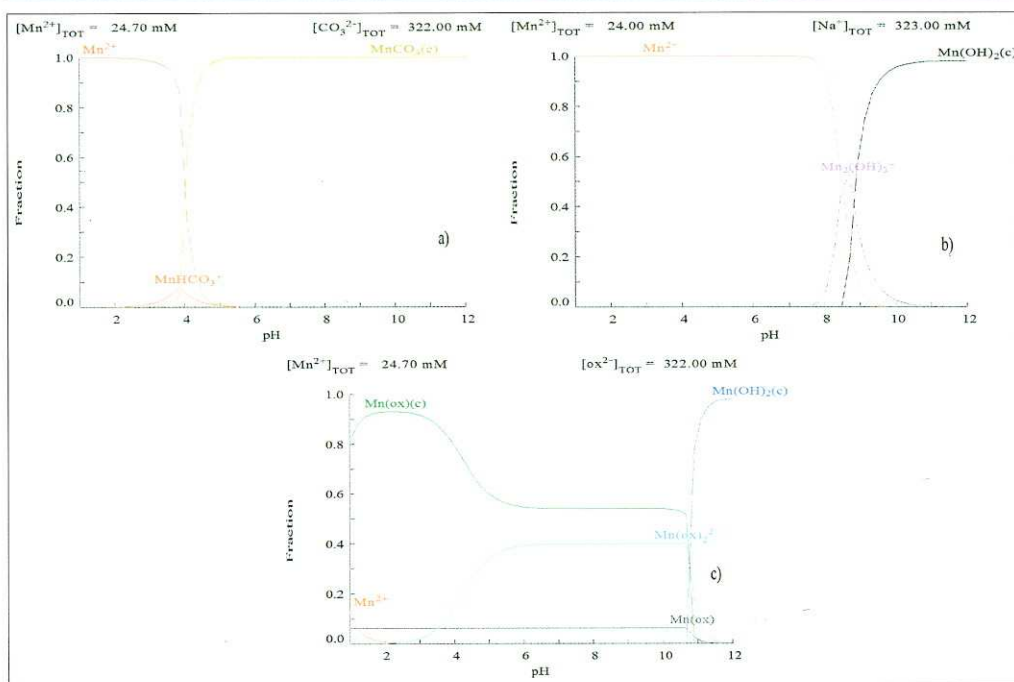 [Mn²⁺]TOT = 24.70 mM [CO₃²⁻]TOT = 322.00 mM
Mn²⁺ MnCO₃(c)
1.0
0.8
0.6
0.4
0.2
0.0
Fraction
a)
MnHCO₃⁺
2 4 6 8 10 12
pH
[Mn²⁺]TOT = 24.00 mM [Na⁺]TOT = 323.00 mM
Mn²⁺ Mn(OH)₂(c)
1.0
0.8
0.6
0.4
0.2
0.0
Fraction
Mn₂(OH)₃⁺
b)
2 4 6 8 10 12
pH
[Mn²⁺]TOT = 24.70 mM [ox²⁻]TOT = 322.00 mM
Mn(ox)(c) Mn(OH)₂(c)
1.0
0.8
0.6
0.4
0.2
0.0
Fraction
Mn(ox)₂²⁻
c)
Mn²⁺
Mn(ox)
2 4 6 8 10 12
pH